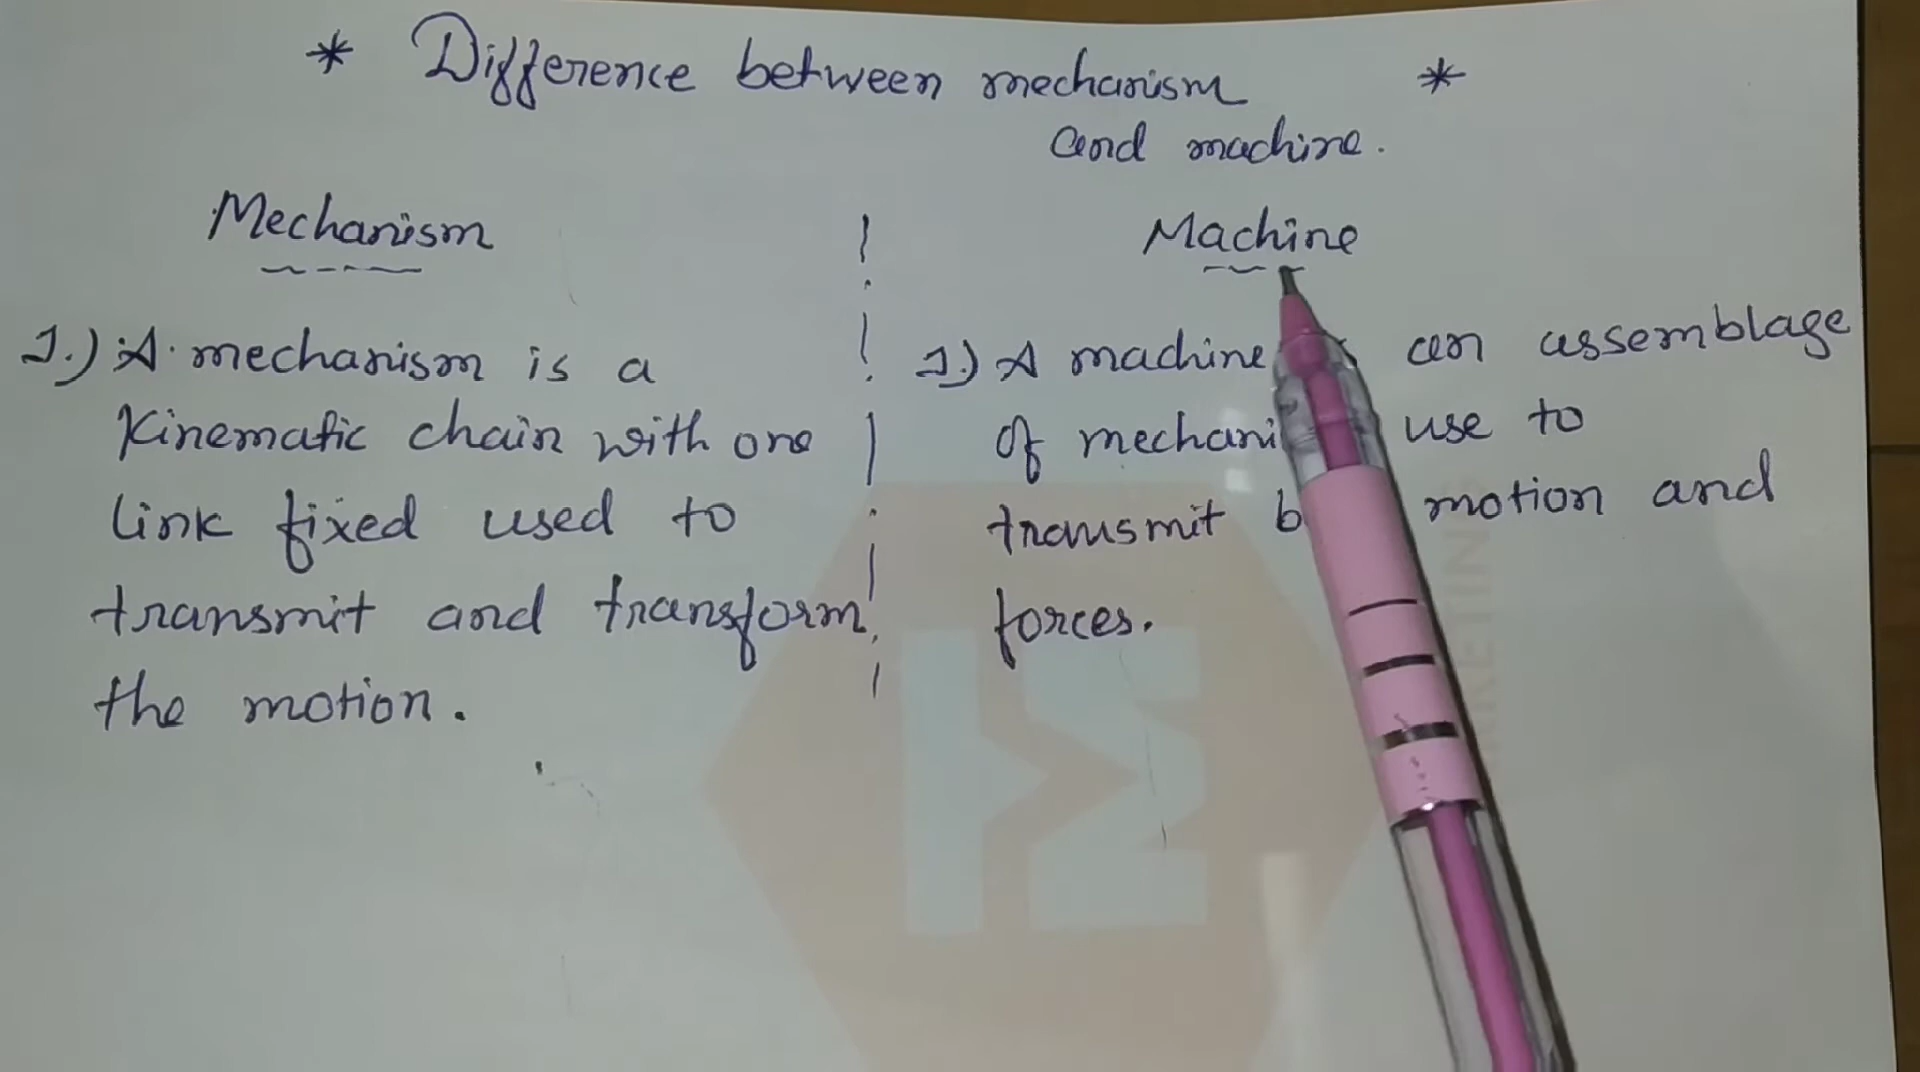 * Difference between mechanism *
and machine.
Mechanism
Machine
1.) A mechanism is a
Kinematic chain with one
link fixed used to
transmit and transform
the motion.
1.) A machine an assemblage
of use to
transmit motion and
forces.